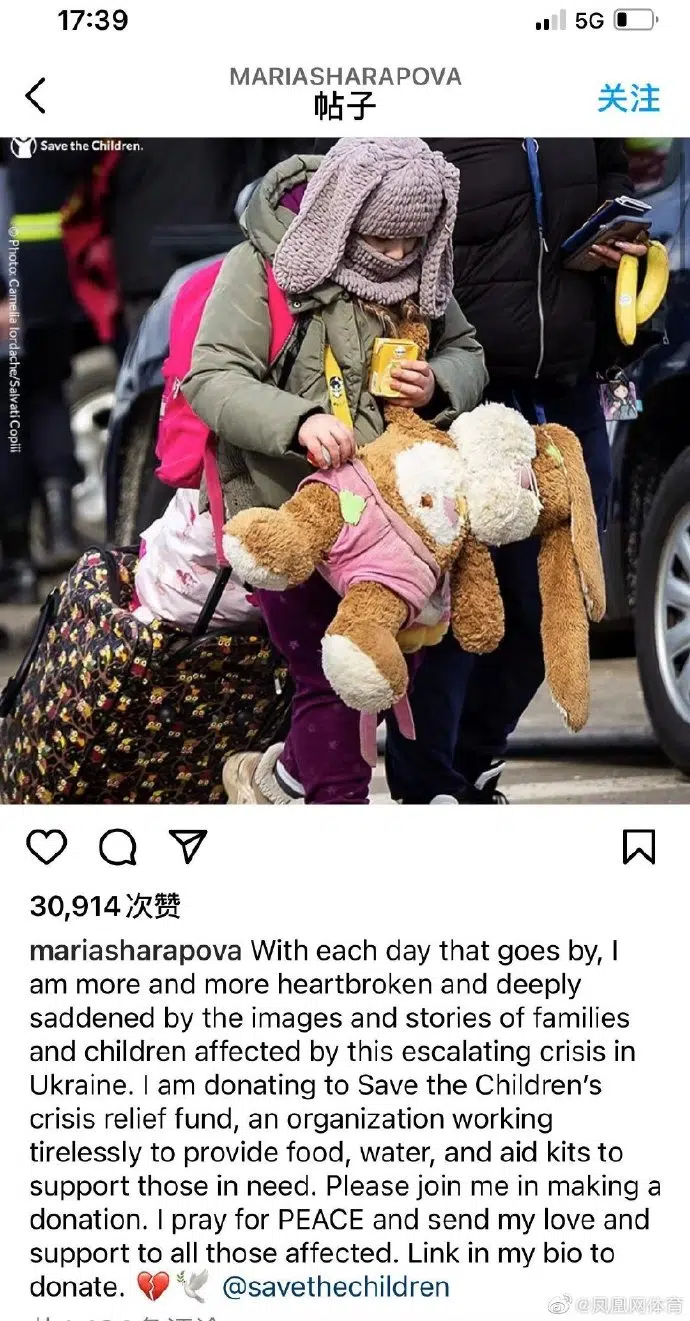 17:39
5G
MARIASHARAPOVA
帖子
关注
Save the Children.
©Photo: Camelia Iordache/Salvati Copiii
30,914次赞
mariasharapova With each day that goes by, I
am more and more heartbroken and deeply
saddened by the images and stories of families
and children affected by this escalating crisis in
Ukraine. I am donating to Save the Children’s
crisis relief fund, an organization working
tirelessly to provide food, water, and aid kits to
support those in need. Please join me in making a
donation. I pray for PEACE and send my love and
support to all those affected. Link in my bio to
donate. 💔🕊️ @savethechildren
@凤凰网体育